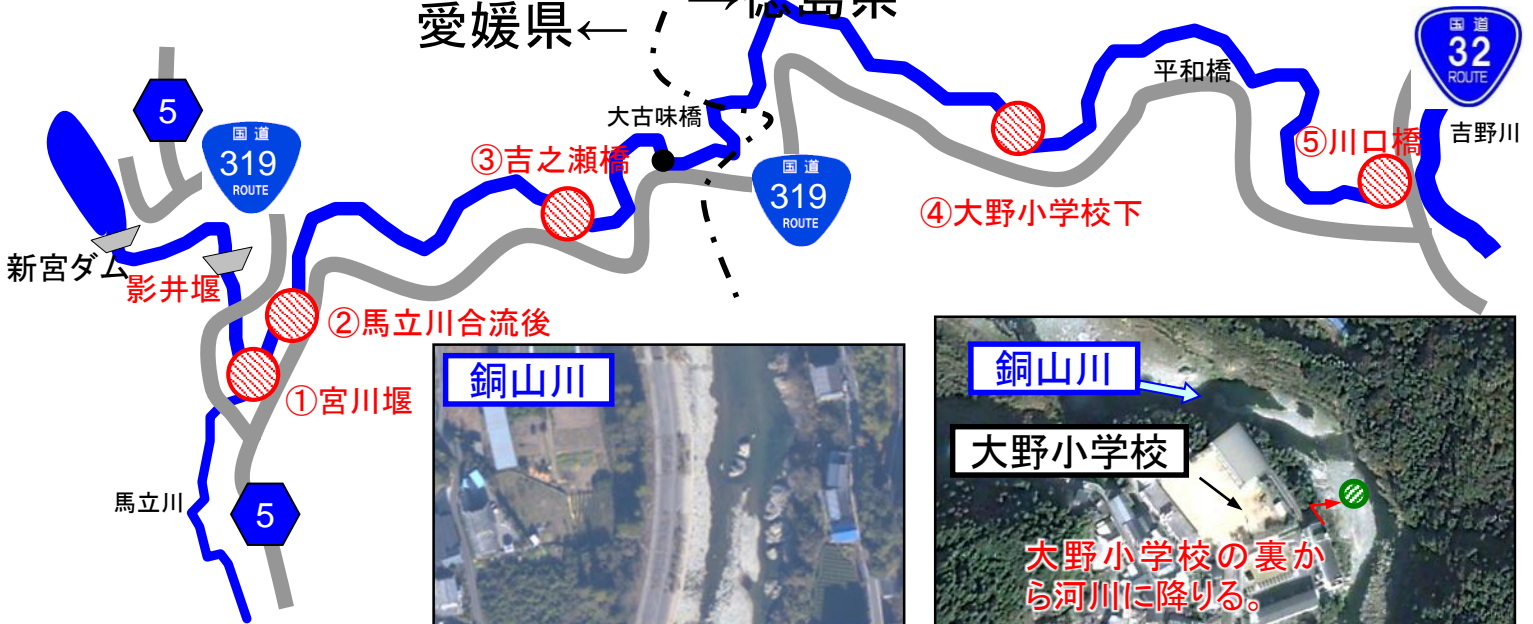 愛媛県←
→徳島県
国道
32
ROUTE
5
国道
319
ROUTE
大古味橋
平和橋
吉野川
③吉之瀬橋
⑤川口橋
国道
319
ROUTE
④大野小学校下
新宮ダム
影井堰
②馬立川合流後
①宮川堰
馬立川
5
銅山川
銅山川
大野小学校
大野小学校の裏か
ら河川に降りる。